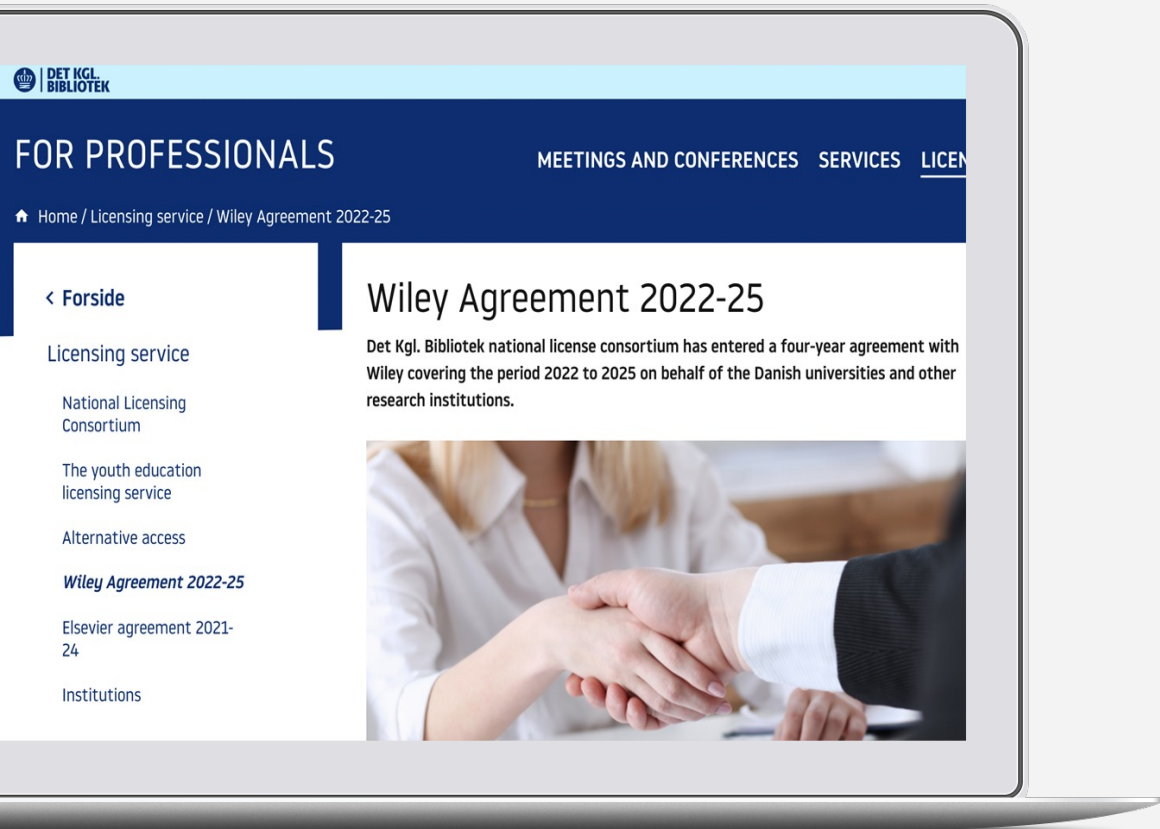 DET KGL.
BIBLIOTEK
FOR PROFESSIONALS
MEETINGS AND CONFERENCES SERVICES LICEN
Home / Licensing service / Wiley Agreement 2022-25
< Forside
Licensing service
National Licensing
Consortium
The youth education
licensing service
Alternative access
Wiley Agreement 2022-25
Elsevier agreement 2021-
24
Institutions
Wiley Agreement 2022-25
Det Kgl. Bibliotek national license consortium has entered a four-year agreement with
Wiley covering the period 2022 to 2025 on behalf of the Danish universities and other
research institutions.